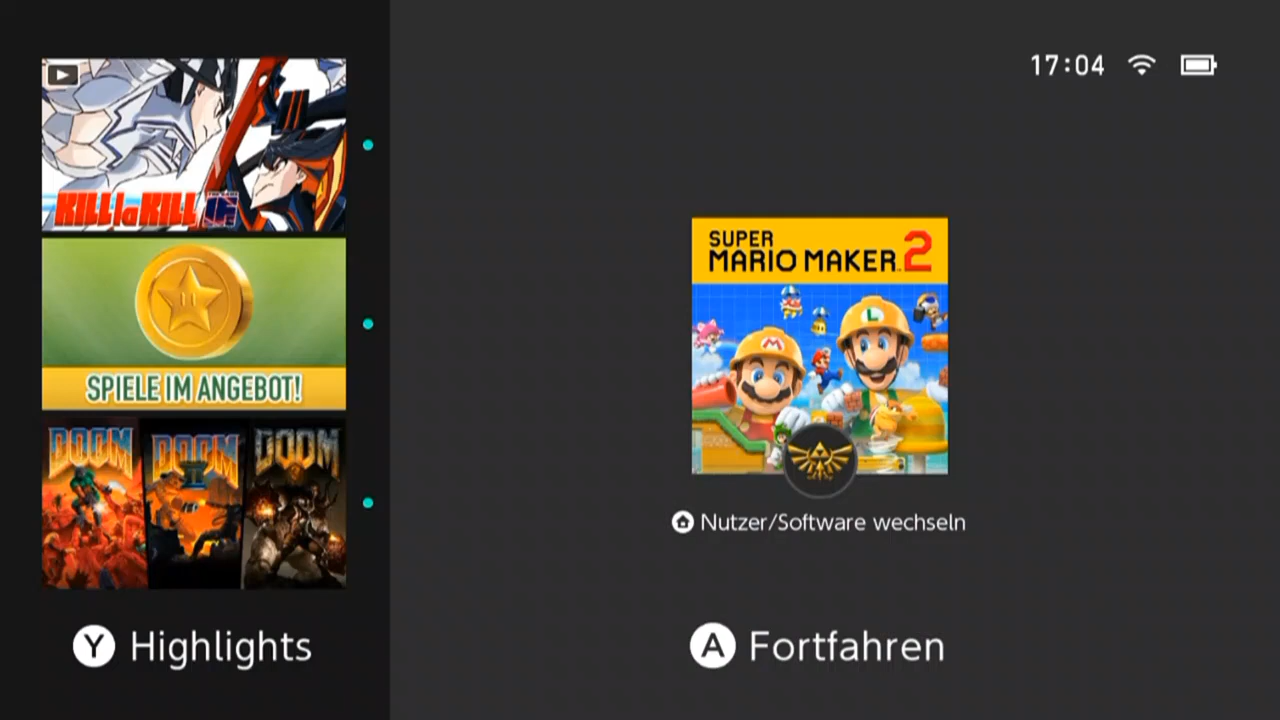 17:04
KILL la KILL IF
SPIELE IM ANGEBOT!
DOOM DOOM DOOM
II
Y Highlights
SUPER
MARIO MAKER 2
L
M
Nutzer/Software wechseln
A Fortfahren